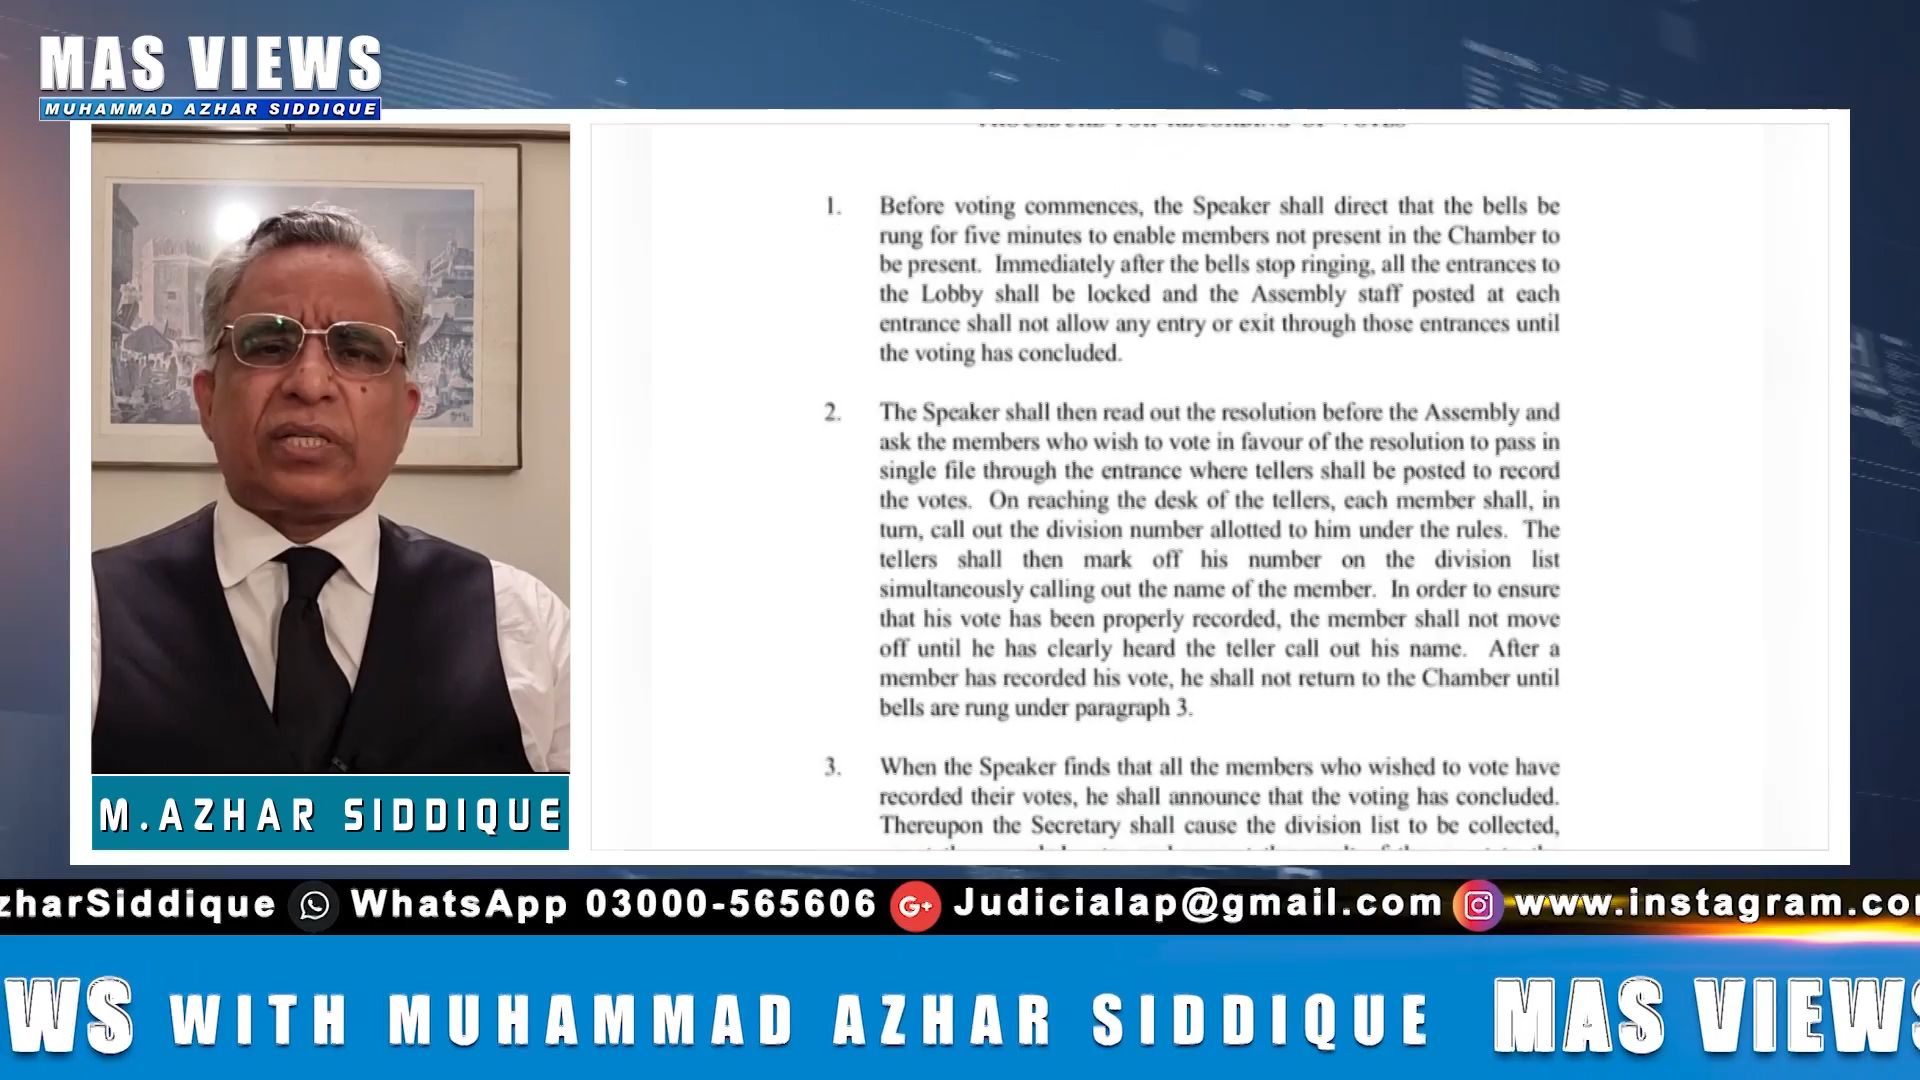 MAS VIEWS
MUHAMMAD AZHAR SIDDIQUE
PROCEDURE FOR RECORDING OF VOTES
1. Before voting commences, the Speaker shall direct that the bells be
rung for five minutes to enable members not present in the Chamber to
be present. Immediately after the bells stop ringing, all the entrances to
the Lobby shall be locked and the Assembly staff posted at each
entrance shall not allow any entry or exit through those entrances until
the voting has concluded.
2. The Speaker shall then read out the resolution before the Assembly and
ask the members who wish to vote in favour of the resolution to pass in
single file through the entrance where tellers shall be posted to record
the votes. On reaching the desk of the tellers, each member shall, in
turn, call out the division number allotted to him under the rules. The
tellers shall then mark off his number on the division list
simultaneously calling out the name of the member. In order to ensure
that his vote has been properly recorded, the member shall not move
off until he has clearly heard the teller call out his name. After a
member has recorded his vote, he shall not return to the Chamber until
bells are rung under paragraph 3.
3. When the Speaker finds that all the members who wished to vote have
recorded their votes, he shall announce that the voting has concluded.
Thereupon the Secretary shall cause the division list to be collected,
M.AZHAR SIDDIQUE
zharSiddique WhatsApp 03000-565606 G+ Judicialap@gmail.com www.instagram.co
WS WITH MUHAMMAD AZHAR SIDDIQUE MAS VIEWS